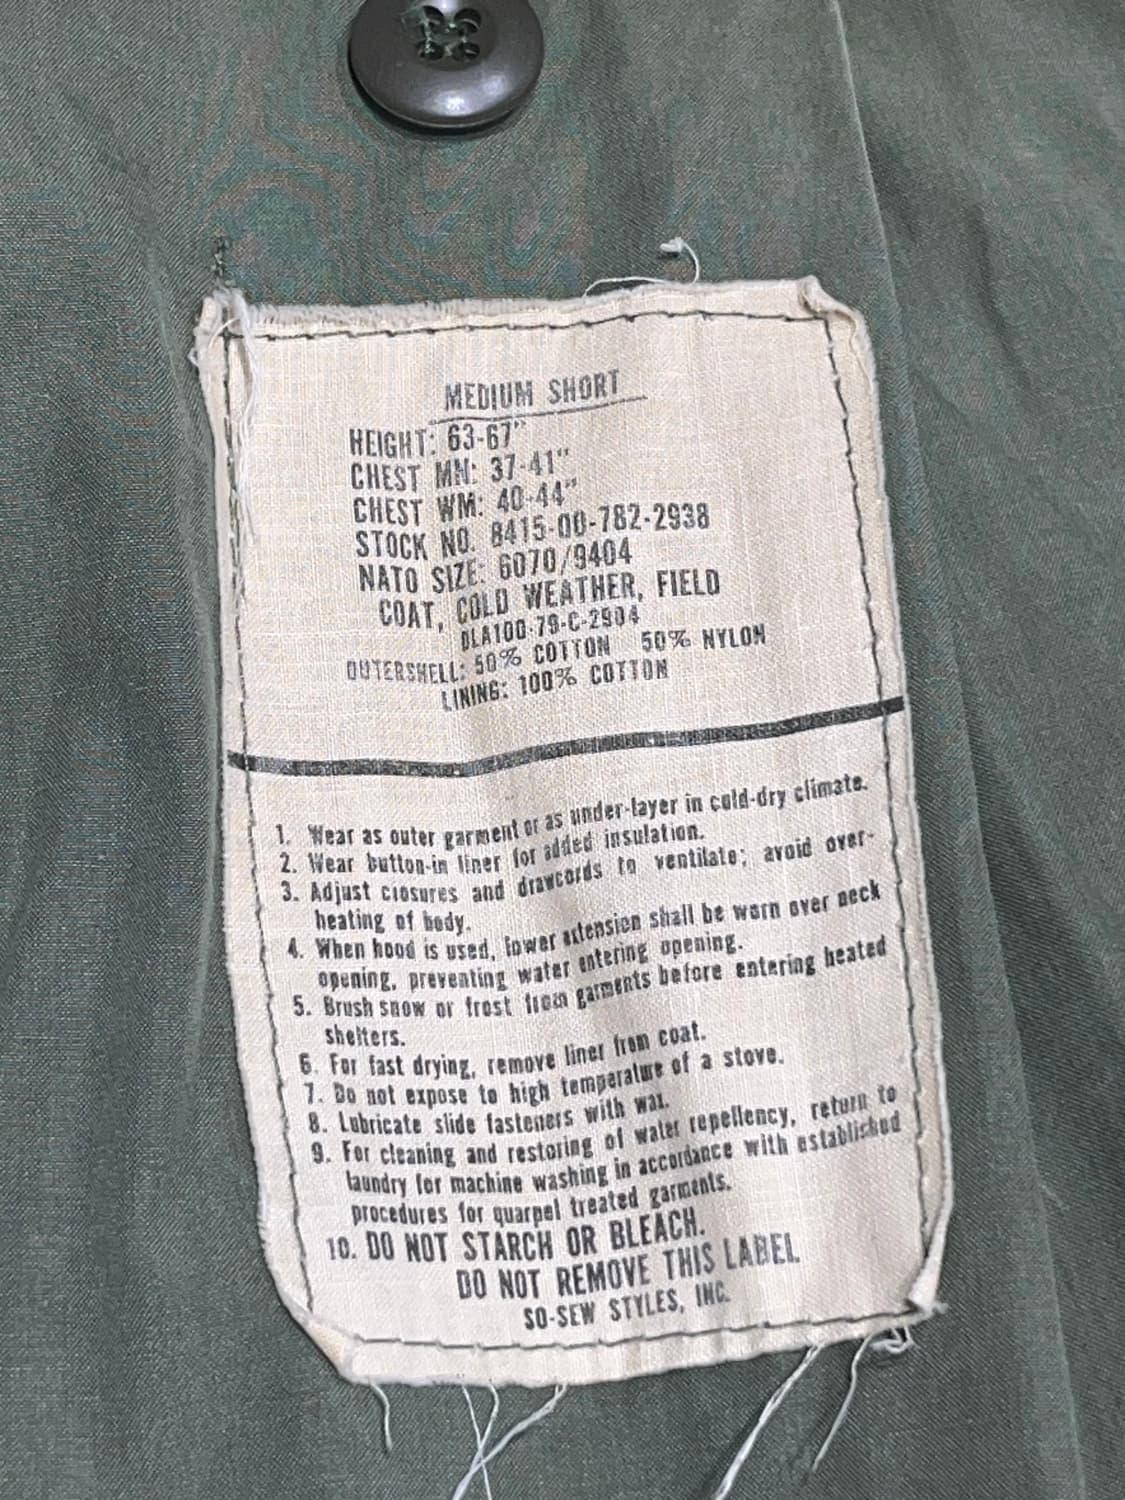 MEDIUM SHORT
HEIGHT: 63-67"
CHEST MN: 37-41"
CHEST WM: 40-44"
STOCK NO. 8415-00-782-2938
NATO SIZE: 6070/9404
COAT, COLD WEATHER, FIELD
DLA100-79-C-2904
OUTERSHELL: 50% COTTON 50% NYLON
LINING: 100% COTTON
1. Wear as outer garment or as under-layer in cold-dry climate.
2. Wear button-in liner for added insulation.
3. Adjust closures and drawcords to ventilate; avoid over-
heating of body.
4. When hood is used, lower extension shall be worn over neck
opening, preventing water entering opening.
5. Brush snow or frost from garments before entering heated
shelters.
6. For fast drying, remove liner from coat.
7. Do not expose to high temperature of a stove.
8. Lubricate slide fasteners with wax.
9. For cleaning and restoring of water repellency, return to
laundry for machine washing in accordance with established
procedures for quarpel treated garments.
10. DO NOT STARCH OR BLEACH.
DO NOT REMOVE THIS LABEL
SO-SEW STYLES, INC.